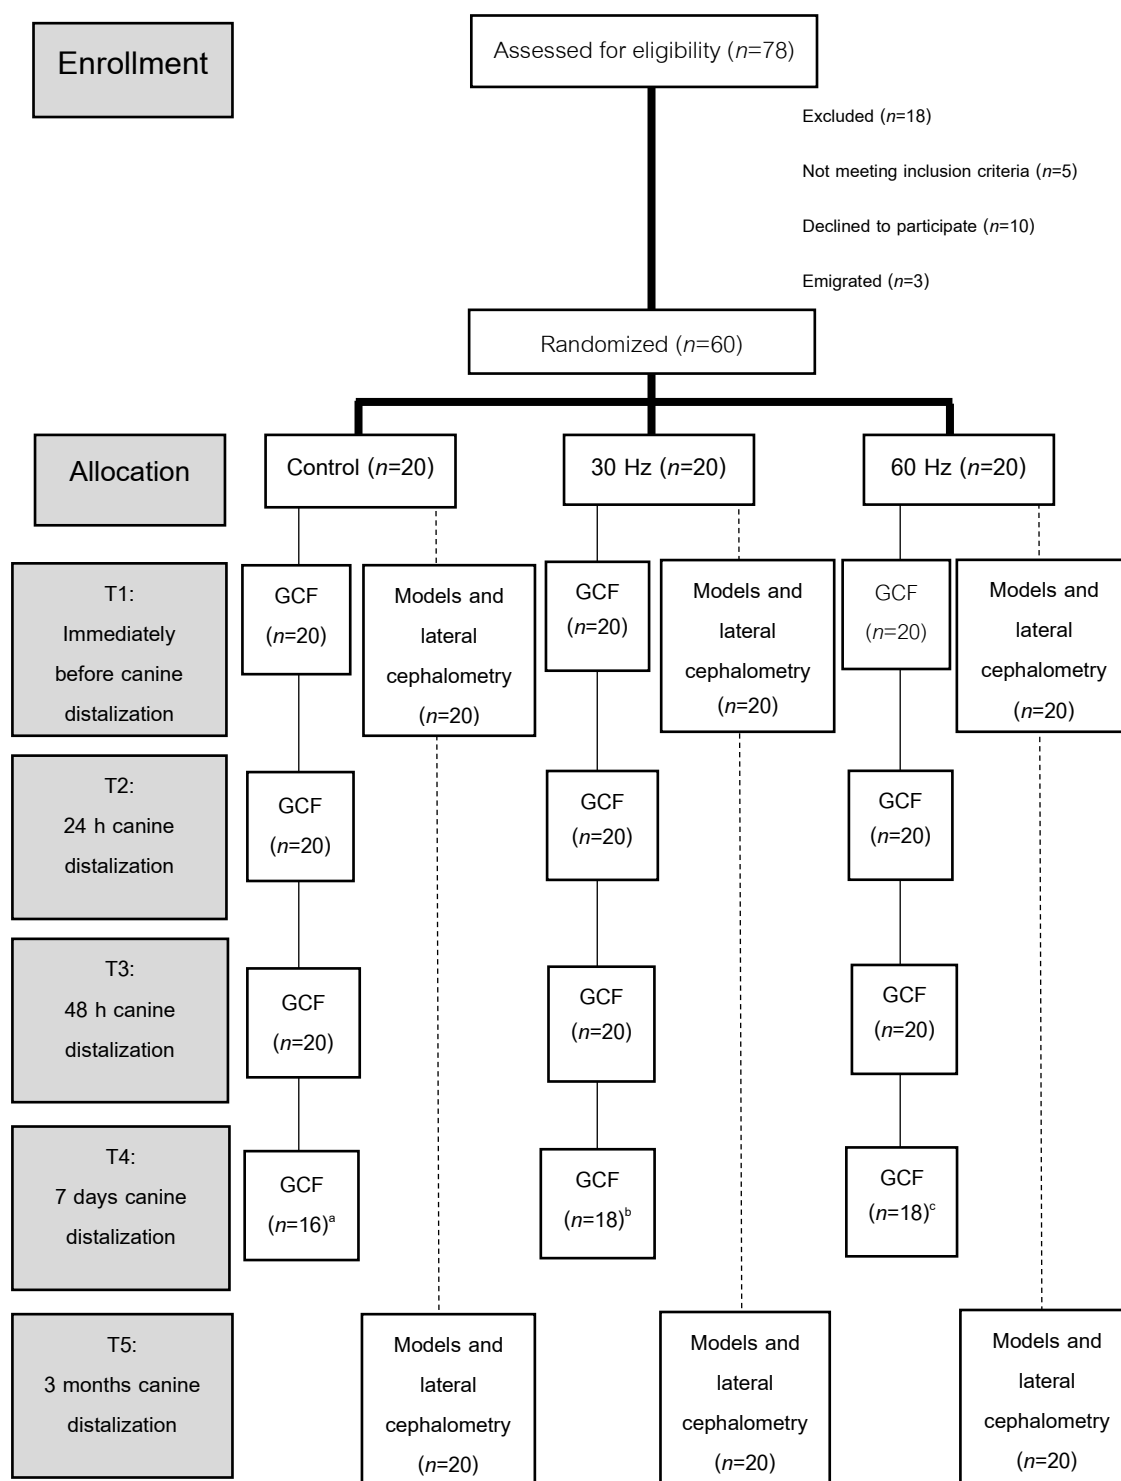 Enrollment
Assessed for eligibility (n=78)
Excluded (n=18)
Not meeting inclusion criteria (n=5)
Declined to participate (n=10)
Emigrated (n=3)
Randomized (n=60)
Allocation
Control (n=20)
30 Hz (n=20)
60 Hz (n=20)
T1:
Immediately
before canine
distalization
GCF
(n=20)
Models and
lateral
cephalometry
(n=20)
GCF
(n=20)
Models and
lateral
cephalometry
(n=20)
GCF
(n=20)
Models and
lateral
cephalometry
(n=20)
T2:
24 h canine
distalization
GCF
(n=20)
GCF
(n=20)
GCF
(n=20)
T3:
48 h canine
distalization
GCF
(n=20)
GCF
(n=20)
GCF
(n=20)
T4:
7 days canine
distalization
GCF
(n=16)ᵃ
GCF
(n=18)ᵇ
GCF
(n=18)ᶜ
T5:
3 months canine
distalization
Models and
lateral
cephalometry
(n=20)
Models and
lateral
cephalometry
(n=20)
Models and
lateral
cephalometry
(n=20)